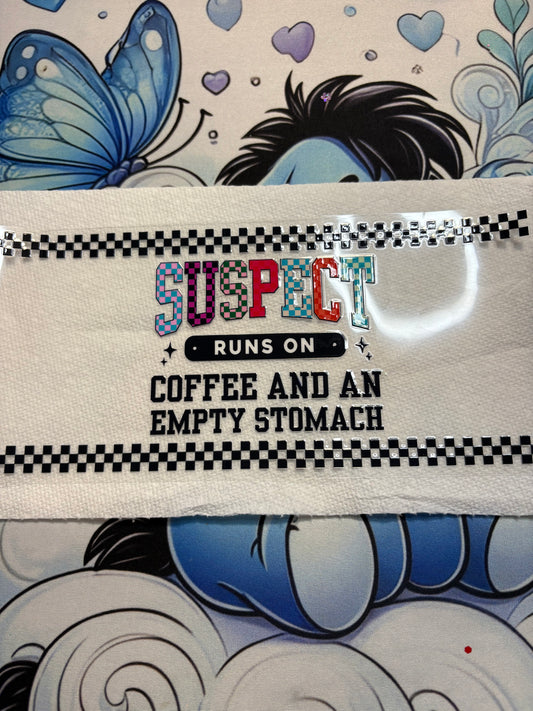 SUSPECT
RUNS ON
COFFEE AND AN
EMPTY STOMACH